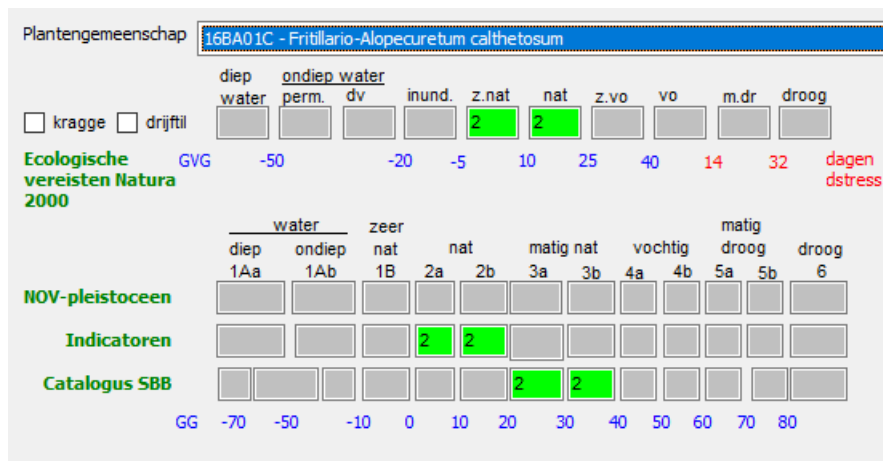 Plantengemeenschap 16BA01C - Fritillario-Alopecuretum calthetosum
diep ondiep water
water perm. dv inund. z.nat nat z.vo vo m.dr droog
kragge drijftil 2 2
Ecologische GVG -50 -20 -5 10 25 40 14 32 dagen
vereisten Natura dstress
2000
water zeer matig
diep ondiep nat nat matig nat vochtig droog droog
1Aa 1Ab 1B 2a 2b 3a 3b 4a 4b 5a 5b 6
NOV-pleistoceen
Indicatoren 2 2
Catalogus SBB 2 2
GG -70 -50 -10 0 10 20 30 40 50 60 70 80